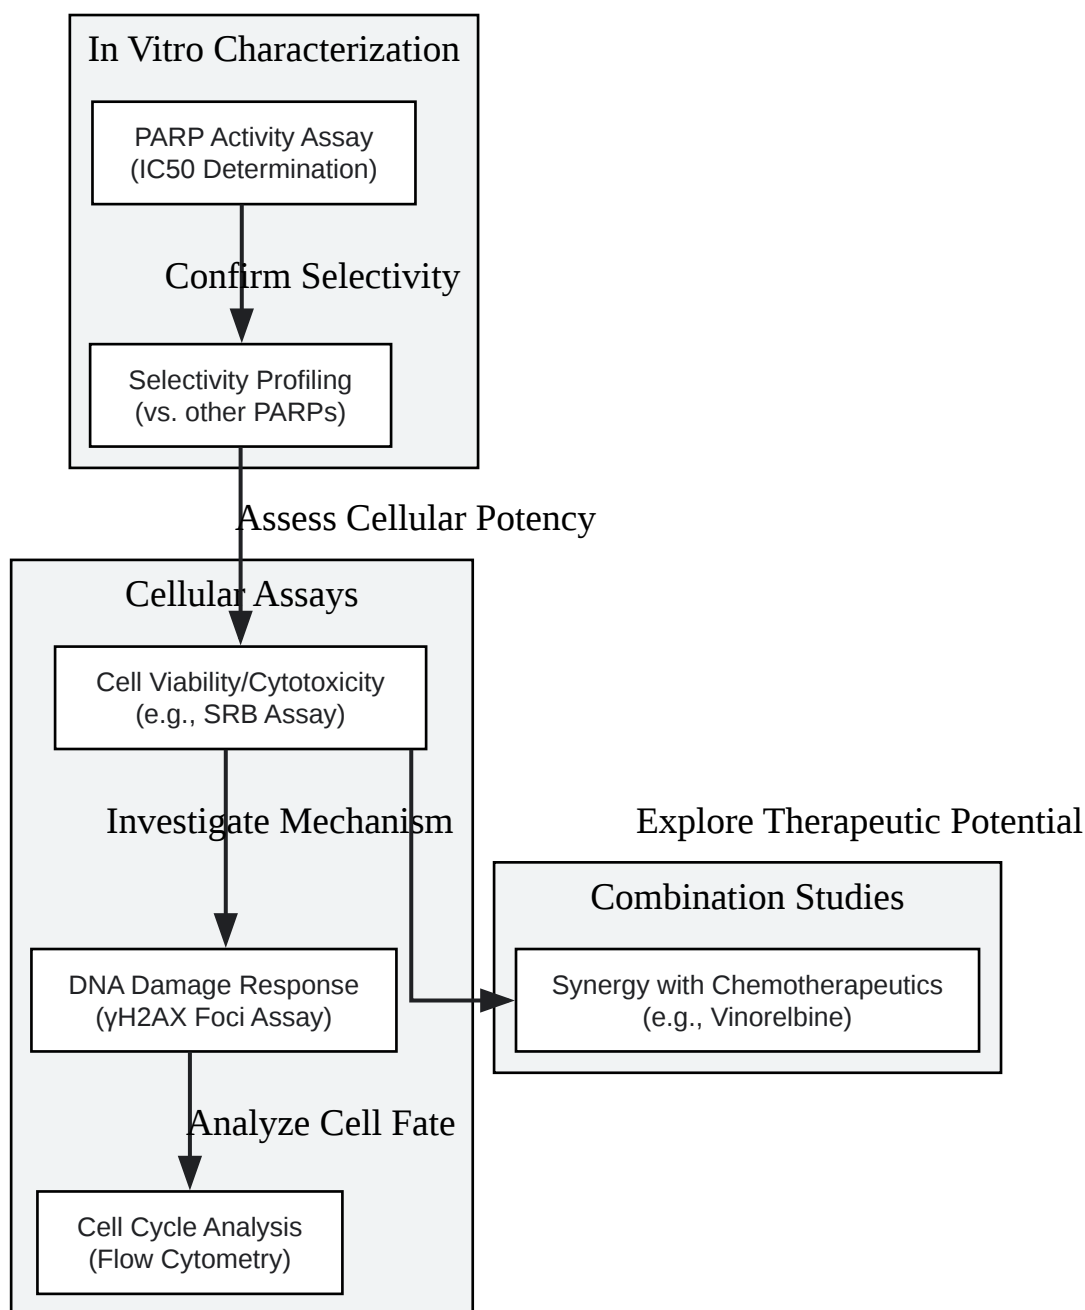 In Vitro Characterization
PARP Activity Assay
(IC50 Determination)
Confirm Selectivity
Selectivity Profiling
(vs. other PARPs)
Assess Cellular Potency
Cellular Assays
Cell Viability/Cytotoxicity
(e.g., SRB Assay)
Investigate Mechanism
Explore Therapeutic Potential
Combination Studies
DNA Damage Response
(γH2AX Foci Assay)
Synergy with Chemotherapeutics
(e.g., Vinorelbine)
Analyze Cell Fate
Cell Cycle Analysis
(Flow Cytometry)